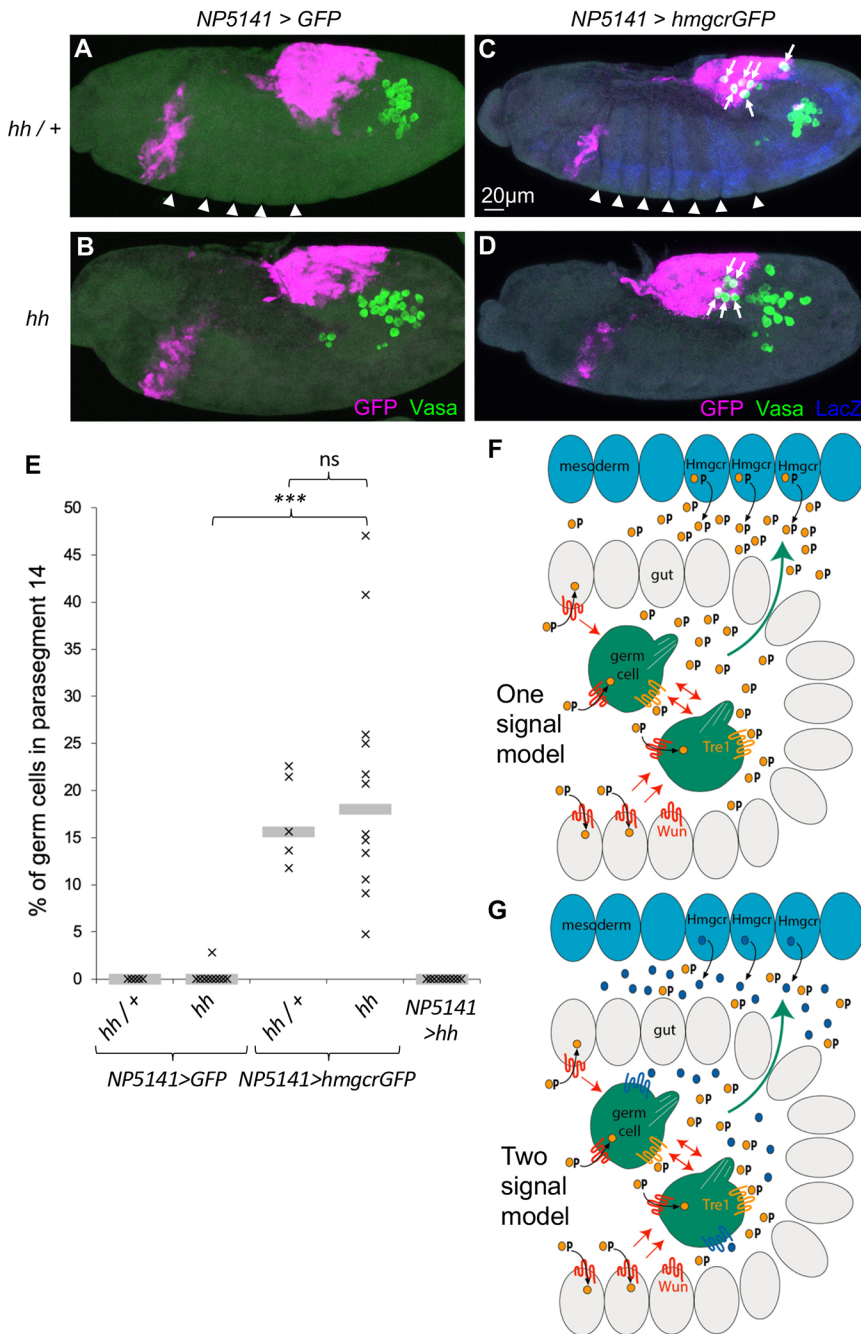 NP5141 > GFP
NP5141 > hmgcrGFP
hh / +
A
C
20µm
hh
B
GFP Vasa
D
GFP Vasa LacZ
E
ns
***
% of germ cells in parasegment 14
50
45
40
35
30
25
20
15
10
5
0
hh / +
hh
hh / +
hh
NP5141
>hh
NP5141>GFP
NP5141>hmgcrGFP
F
mesoderm Hmgcr Hmgcr Hmgcr
P P P
P P P P P P
P P P P P
P P
gut
P
P P P P
germ
cell
P P P
P P
One
signal
model
P
P
P
Tre1
P
P
P
P P
P
Wun
G
mesoderm Hmgcr Hmgcr Hmgcr
P
P P P
P
P
gut
P
P
germ
cell
P
P P
P
P
Two
signal
model
P
P
Tre1
P
P
P P
P
Wun